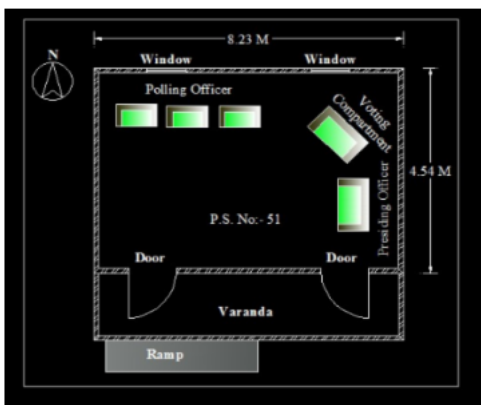 8.23 M
N
Window
Window
Polling Officer
Voting
Compartment
4.54 M
Presiding Officer
P.S. No:- 51
Door
Door
Varanda
Ramp